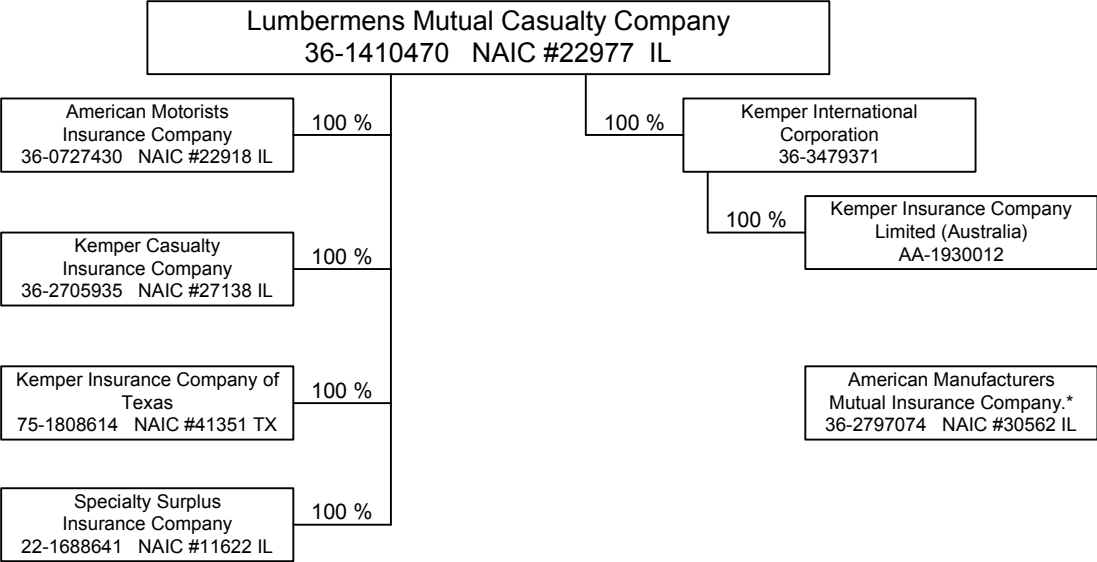 Lumbermens Mutual Casualty Company
36-1410470 NAIC #22977 IL
American Motorists
Insurance Company
36-0727430 NAIC #22918 IL
100 %
100 %
Kemper International
Corporation
36-3479371
100 %
Kemper Insurance Company
Limited (Australia)
AA-1930012
Kemper Casualty
Insurance Company
36-2705935 NAIC #27138 IL
100 %
Kemper Insurance Company of
Texas
75-1808614 NAIC #41351 TX
100 %
American Manufacturers
Mutual Insurance Company.*
36-2797074 NAIC #30562 IL
Specialty Surplus
Insurance Company
22-1688641 NAIC #11622 IL
100 %